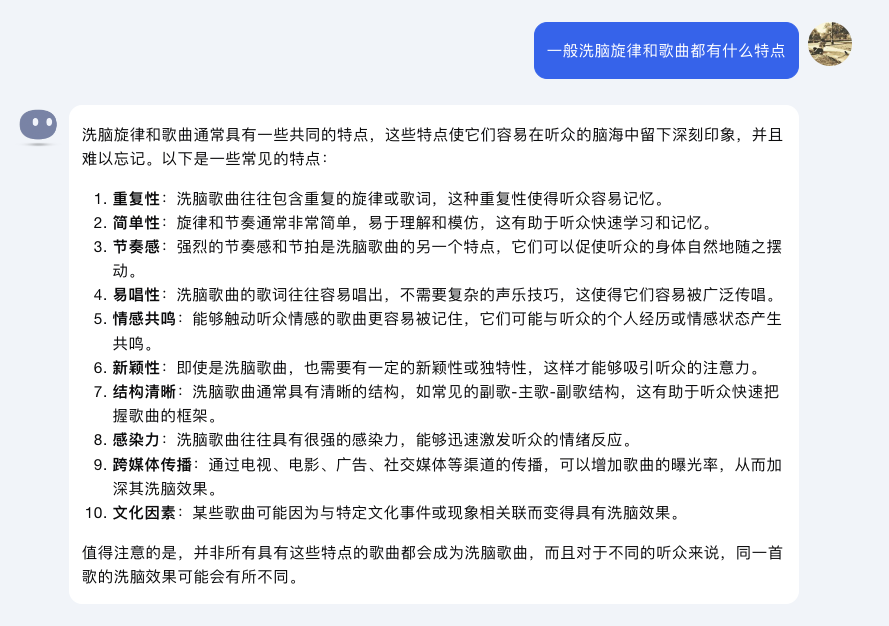 一般洗脑旋律和歌曲都有什么特点
洗脑旋律和歌曲通常具有一些共同的特点，这些特点使它们容易在听众的脑海中留下深刻印象，并且
难以忘记。以下是一些常见的特点：
1. 重复性：洗脑歌曲往往包含重复的旋律或歌词，这种重复性使得听众容易记忆。
2. 简单性：旋律和节奏通常非常简单，易于理解和模仿，这有助于听众快速学习和记忆。
3. 节奏感：强烈的节奏感和节拍是洗脑歌曲的另一个特点，它们可以促使听众的身体自然地随之摆
动。
4. 易唱性：洗脑歌曲的歌词往往容易唱出，不需要复杂的声乐技巧，这使得它们容易被广泛传唱。
5. 情感共鸣：能够触动听众情感的歌曲更容易被记住，它们可能与听众的个人经历或情感状态产生
共鸣。
6. 新颖性：即使是洗脑歌曲，也需要有一定的新颖性或独特性，这样才能够吸引听众的注意力。
7. 结构清晰：洗脑歌曲通常具有清晰的结构，如常见的副歌-主歌-副歌结构，这有助于听众快速把
握歌曲的框架。
8. 感染力：洗脑歌曲往往具有很强的感染力，能够迅速激发听众的情绪反应。
9. 跨媒体传播：通过电视、电影、广告、社交媒体等渠道的传播，可以增加歌曲的曝光率，从而加
深其洗脑效果。
10. 文化因素：某些歌曲可能因为与特定文化事件或现象相关联而变得具有洗脑效果。
值得注意的是，并非所有具有这些特点的歌曲都会成为洗脑歌曲，而且对于不同的听众来说，同一首
歌的洗脑效果可能会有所不同。